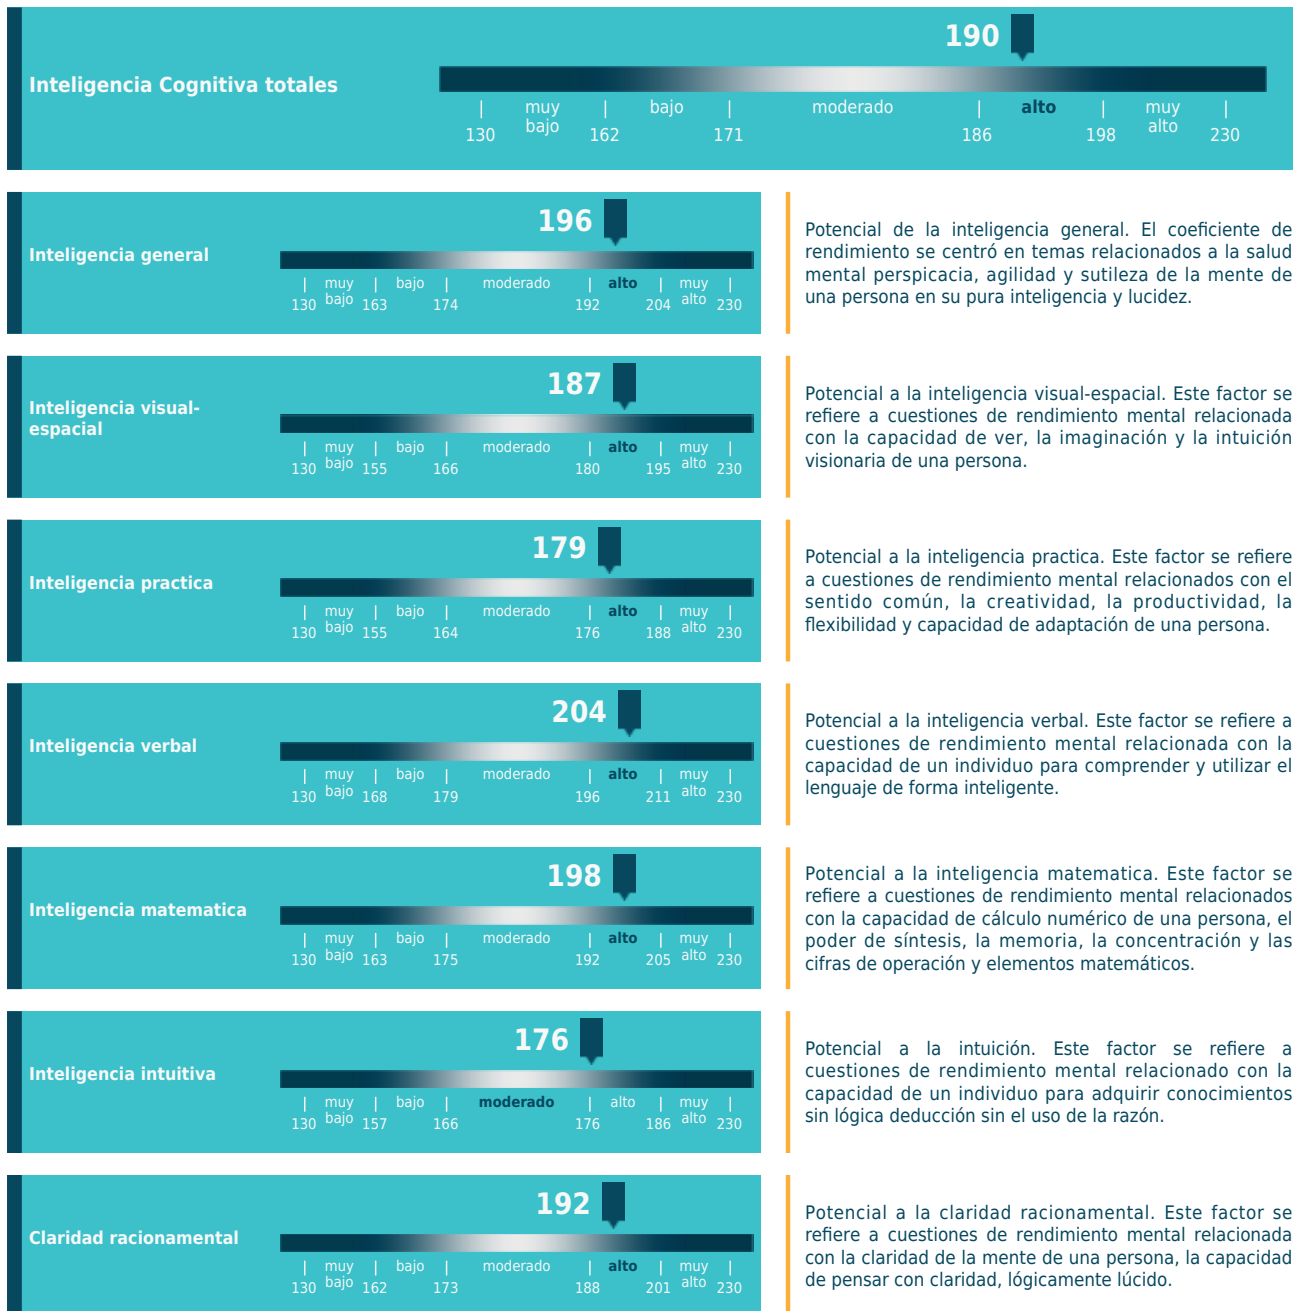 190
Inteligencia Cognitiva totales
| muy | bajo | moderado | alto | muy |
bajo alto
130 162 171 186 198 230
196
Inteligencia general
| muy | bajo | moderado | alto | muy |
bajo alto
130 163 174 192 204 230
Potencial de la inteligencia general. El coeficiente de
rendimiento se centró en temas relacionados a la salud
mental perspicacia, agilidad y sutileza de la mente de
una persona en su pura inteligencia y lucidez.
187
Inteligencia visual-
espacial
| muy | bajo | moderado | alto | muy |
bajo alto
130 155 166 180 195 230
Potencial a la inteligencia visual-espacial. Este factor se
refiere a cuestiones de rendimiento mental relacionada
con la capacidad de ver, la imaginación y la intuición
visionaria de una persona.
179
Inteligencia practica
| muy | bajo | moderado | alto | muy |
bajo alto
130 155 164 176 188 230
Potencial a la inteligencia practica. Este factor se refiere
a cuestiones de rendimiento mental relacionados con el
sentido común, la creatividad, la productividad, la
flexibilidad y capacidad de adaptación de una persona.
204
Inteligencia verbal
| muy | bajo | moderado | alto | muy |
bajo alto
130 168 179 196 211 230
Potencial a la inteligencia verbal. Este factor se refiere a
cuestiones de rendimiento mental relacionada con la
capacidad de un individuo para comprender y utilizar el
lenguaje de forma inteligente.
198
Inteligencia matematica
| muy | bajo | moderado | alto | muy |
bajo alto
130 163 175 192 205 230
Potencial a la inteligencia matematica. Este factor se
refiere a cuestiones de rendimiento mental relacionados
con la capacidad de cálculo numérico de una persona, el
poder de síntesis, la memoria, la concentración y las
cifras de operación y elementos matemáticos.
176
Inteligencia intuitiva
| muy | bajo | moderado | alto | muy |
bajo alto
130 157 166 176 186 230
Potencial a la intuición. Este factor se refiere a
cuestiones de rendimiento mental relacionado con la
capacidad de un individuo para adquirir conocimientos
sin lógica deducción sin el uso de la razón.
192
Claridad racionamental
| muy | bajo | moderado | alto | muy |
bajo alto
130 162 173 188 201 230
Potencial a la claridad racionamental. Este factor se
refiere a cuestiones de rendimiento mental relacionada
con la claridad de la mente de una persona, la capacidad
de pensar con claridad, lógicamente lúcido.